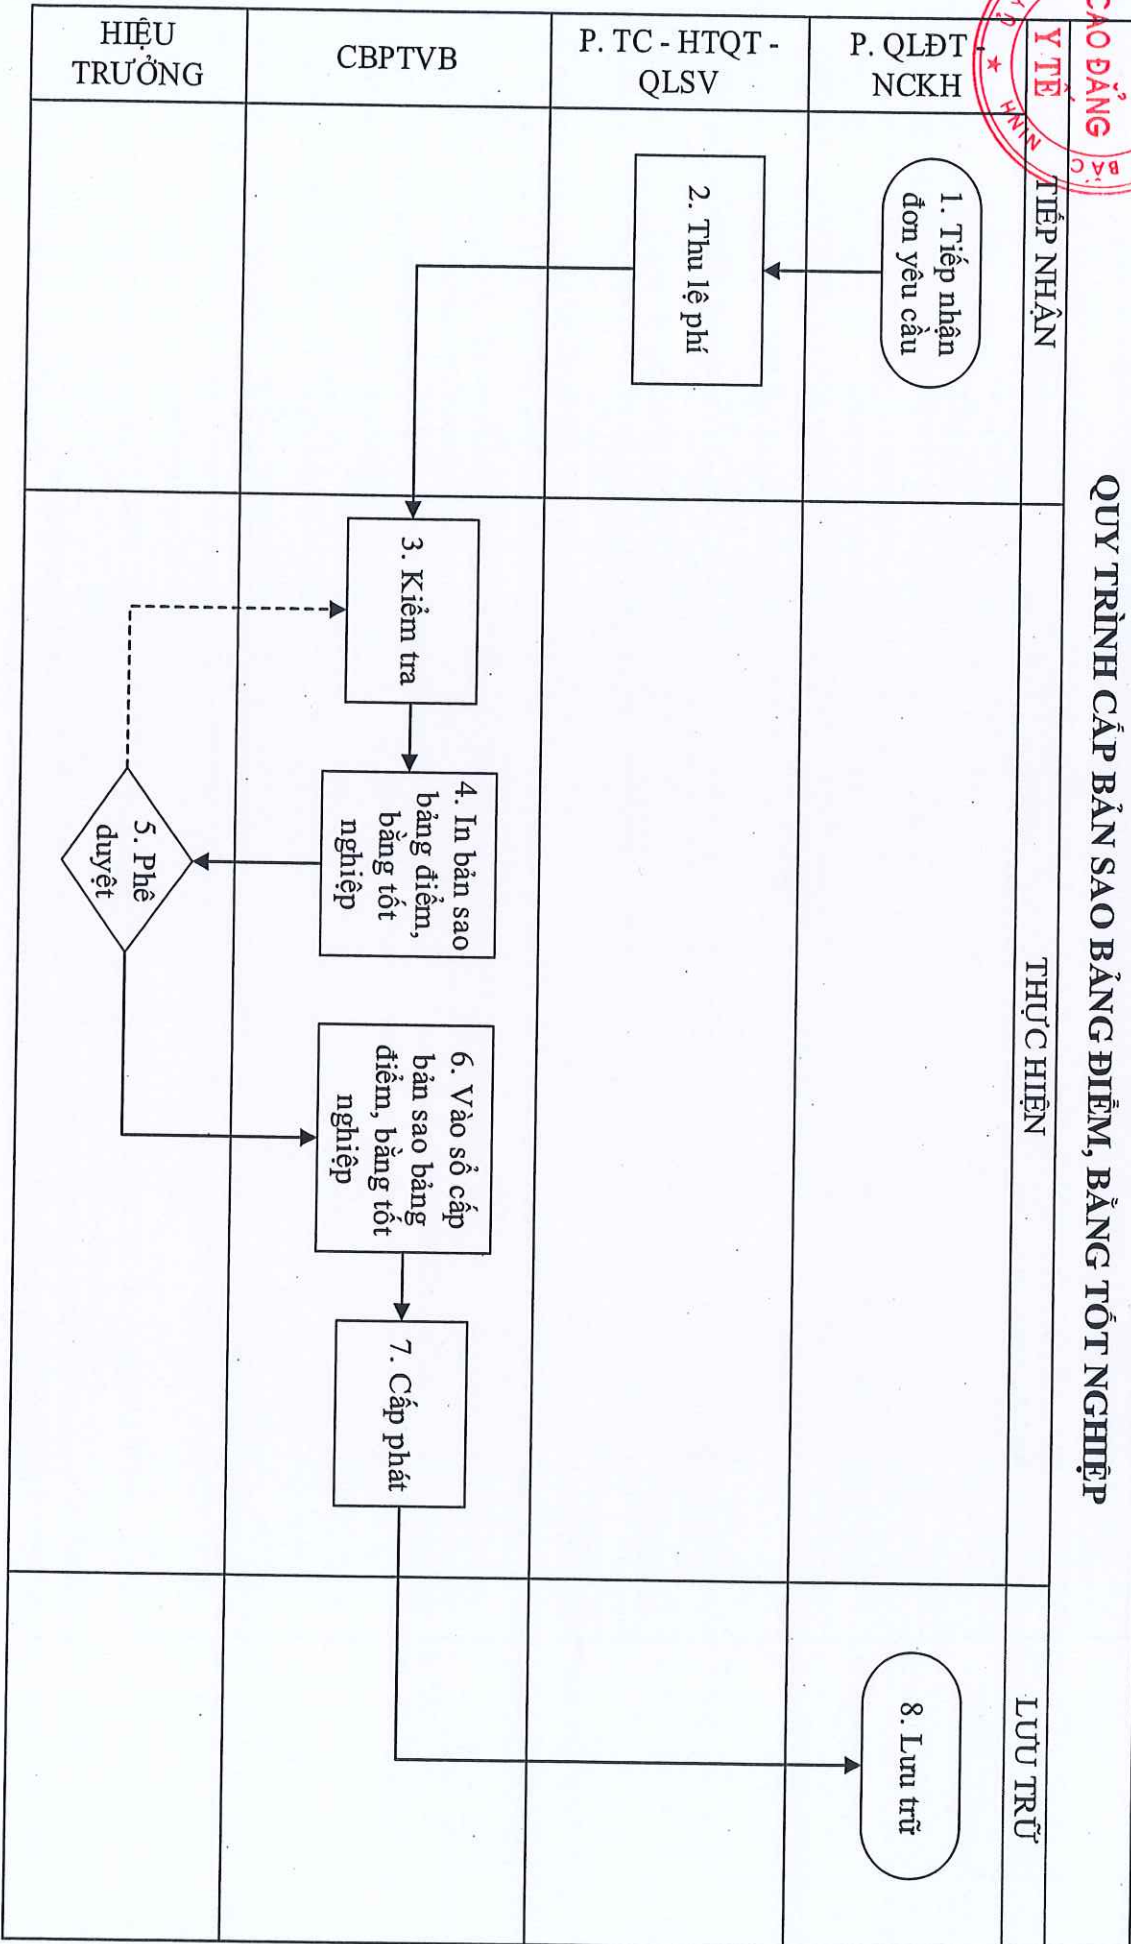 QUY TRÌNH CẤP BẢN SAO BẢNG ĐIỂM, BẰNG TỐT NGHIỆP
CAO ĐẲNG
Y TẾ
BẮC
NINH
TIẾP NHẬN
THỰC HIỆN
LƯU TRỮ
P. QLĐT -
NCKH
1. Tiếp nhận
đơn yêu cầu
8. Lưu trữ
P. TC - HTQT -
QLSV
2. Thu lệ phí
CBPTVB
3. Kiểm tra
4. In bản sao
bảng điểm,
bằng tốt
nghiệp
6. Vào sổ cấp
bản sao bảng
điểm, bằng tốt
nghiệp
7. Cấp phát
HIỆU
TRƯỞNG
5. Phê
duyệt